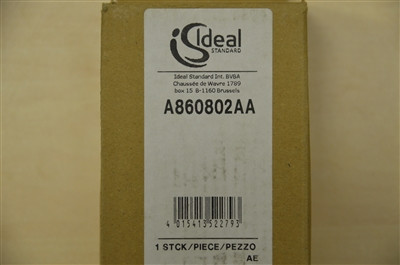 Ideal
STANDARD
Ideal Standard Int. BVBA
Chaussée de Wavre 1789
box 15 B-1160 Brussels
A860802AA
4 015413 522793
1 STCK/PIECE/PEZZO
AE